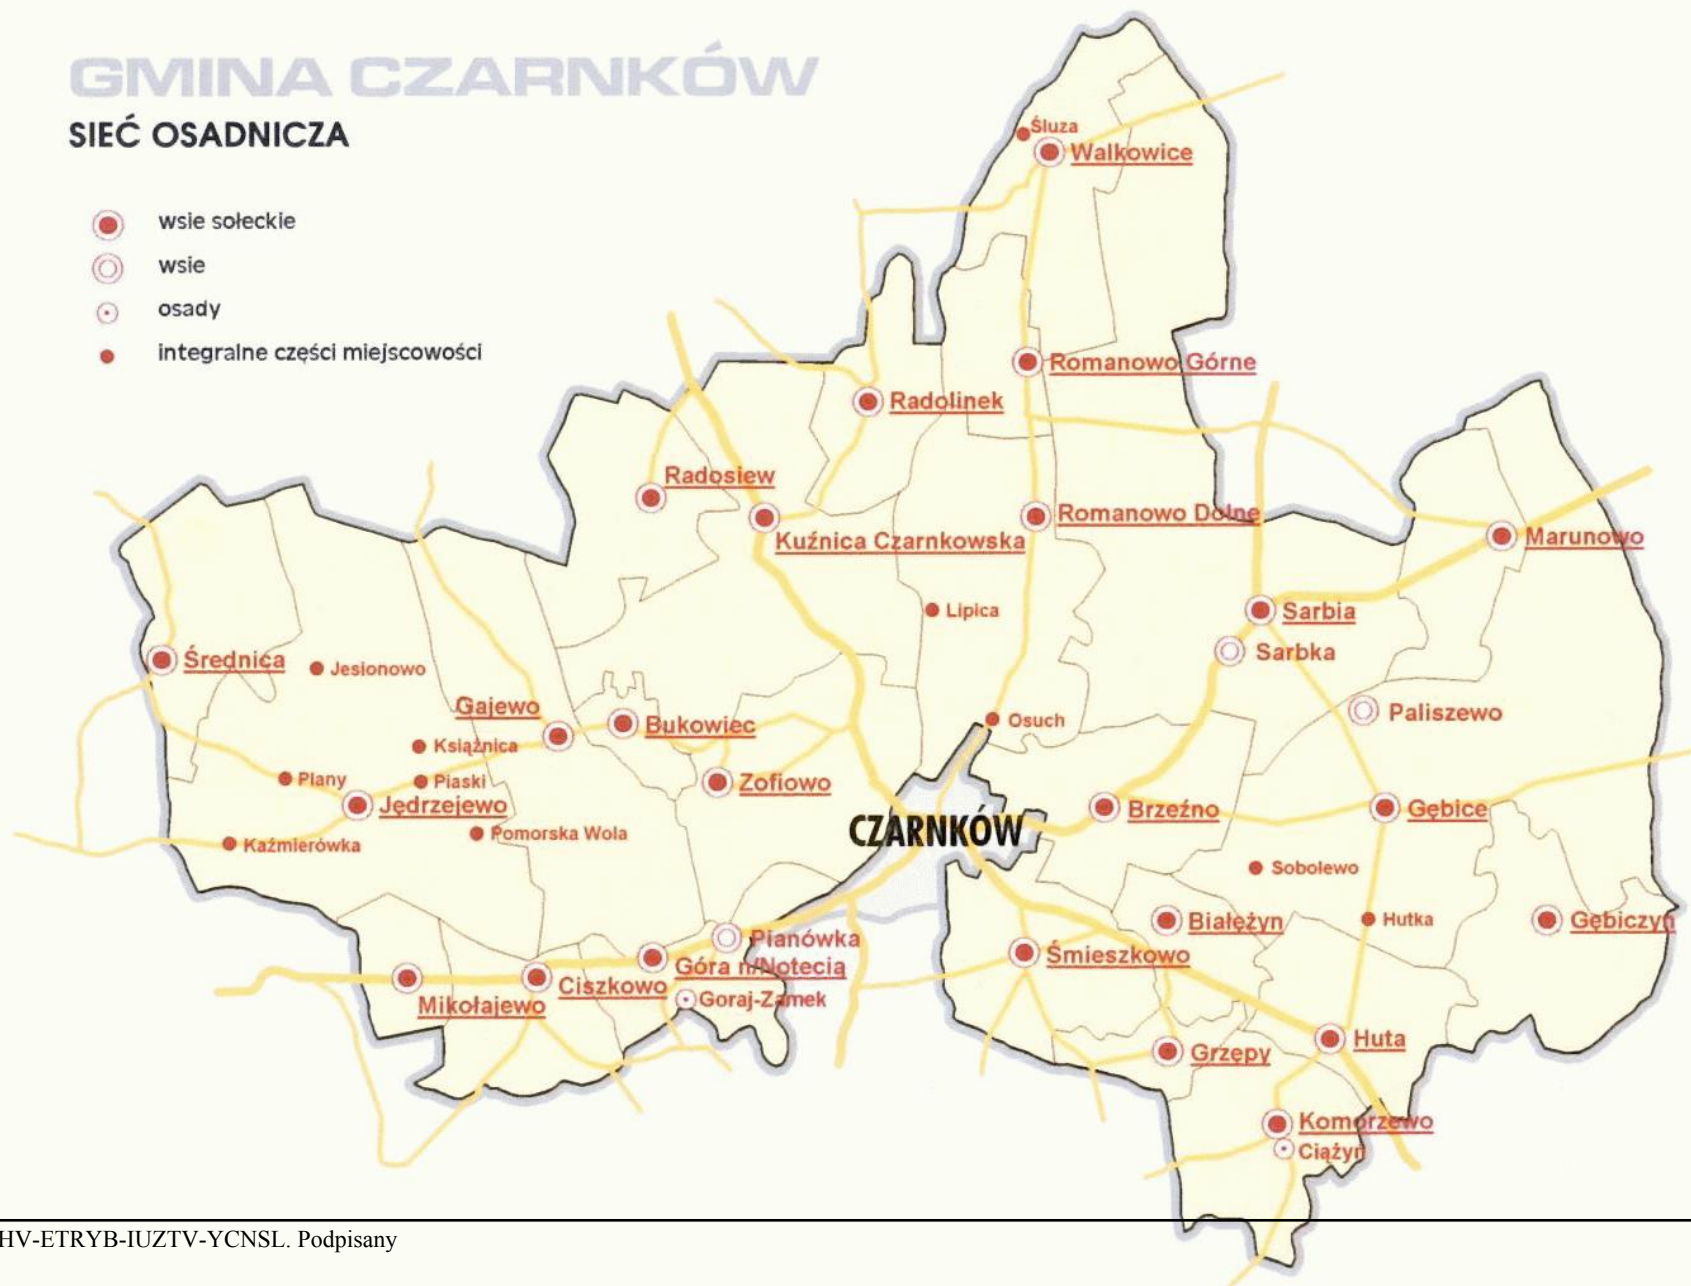 GMINA CZARNKÓW
SIEĆ OSADNICZA
wsie sołeckie
wsie
osady
integralne części miejscowości
Śluza
Walkowice
Romanowo Górne
Radolinek
Radosiew
Romanowo Dolne
Kuźnica Czarnkowska
Marunowo
Lipica
Sarbia
Sarbka
Średnica
Jesionowo
Gajewo
Bukowiec
Osuch
Paliszewo
Książnica
Plany
Piaski
Zofiowo
Jędrzejewo
Brzeźno
Gębice
CZARNKÓW
Pomorska Wola
Kaźmierówka
Sobolewo
Białężyn
Hutka
Gębiczyn
Pianówka
Śmieszkowo
Góra n/Notecią
Ciszkowo
Mikołajewo
Goraj-Zamek
Huta
Grzępy
Komorzewo
Ciążyń
HV-ETRYB-IUZTV-YCNSL. Podpisany